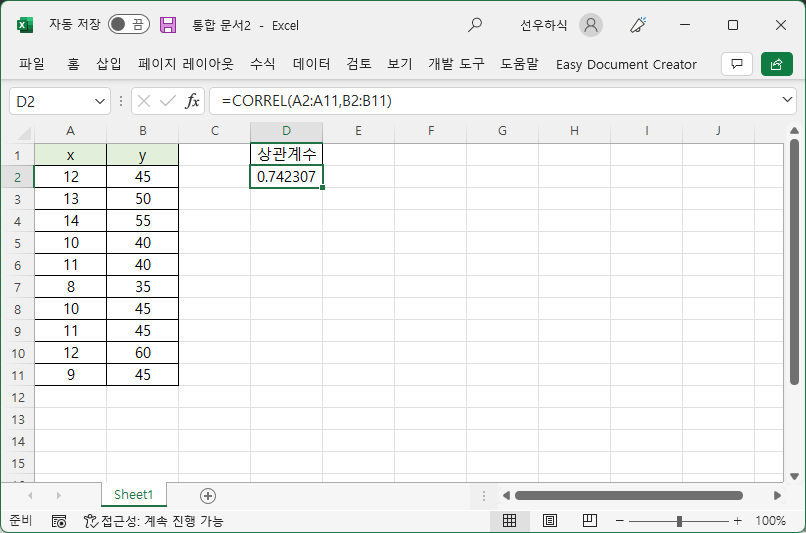 자동 저장 끔 통합 문서2 - Excel 선우하식
파일 홈 삽입 페이지 레이아웃 수식 데이터 검토 보기 개발 도구 도움말 Easy Document Creator
D2 fx =CORREL(A2:A11,B2:B11)
A B C D E F G H I J
1 x y 상관계수
2 12 45 0.742307
3 13 50
4 14 55
5 10 40
6 11 40
7 8 35
8 10 45
9 11 45
10 12 60
11 9 45
12
13
14
15
Sheet1
준비 접근성: 계속 진행 가능 100%